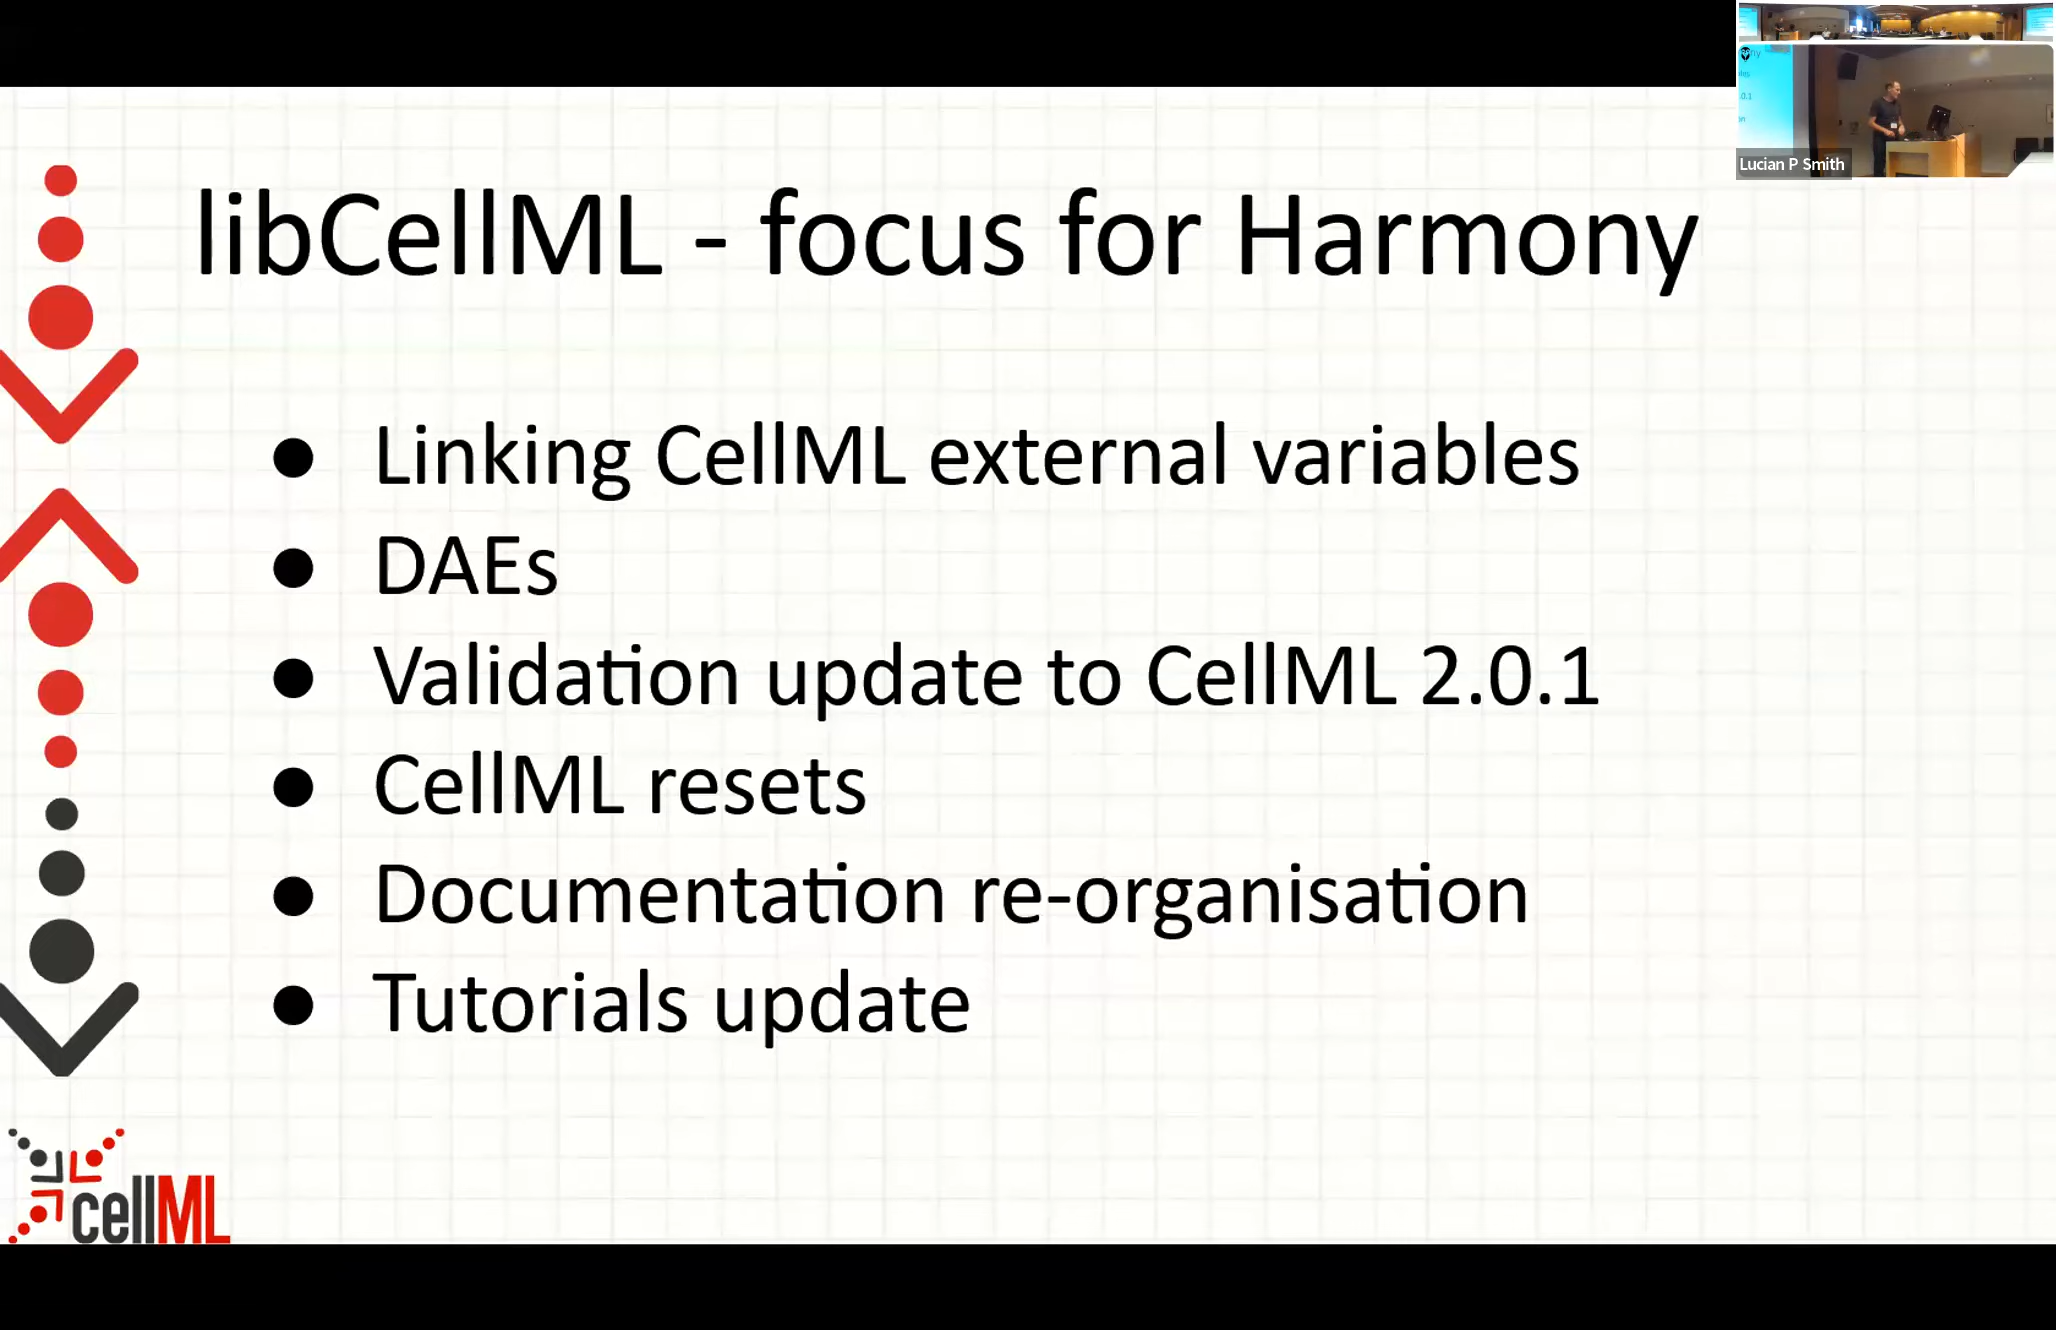 libCellML - focus for Harmony
Linking CellML external variables
DAEs
Validation update to CellML 2.0.1
CellML resets
Documentation re-organisation
Tutorials update
cellML
Lucian P Smith